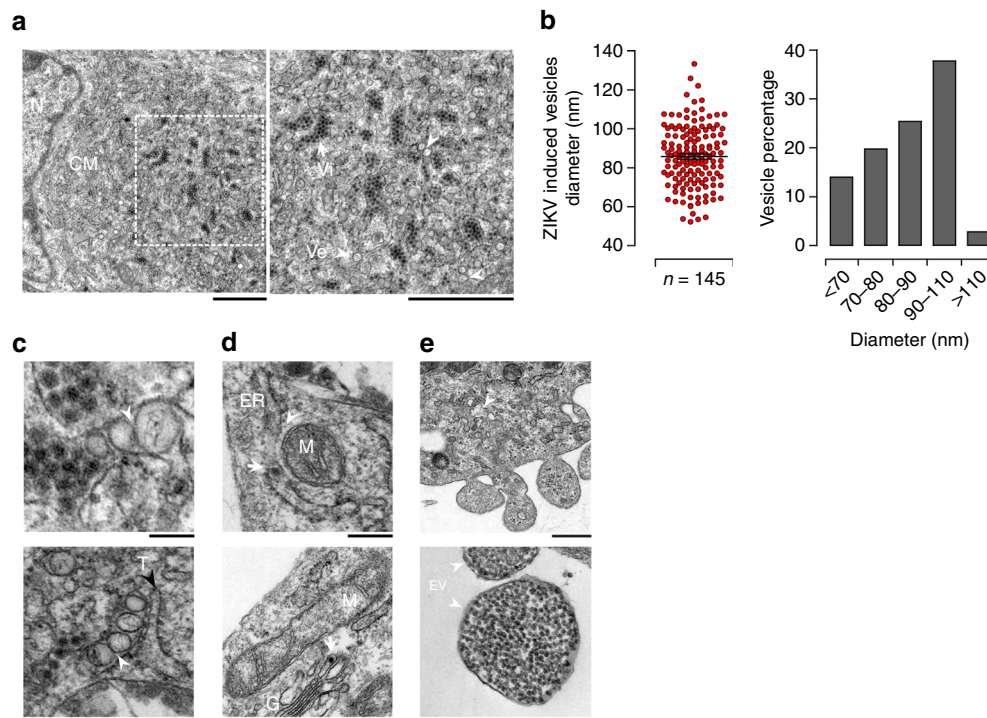 a
N
CM
Vi
Ve
b
ZIKV induced vesicles
diameter (nm)
140
120
100
80
60
40
n = 145
Vesicle percentage
40
30
20
10
0
<70
70–80
80–90
90–110
>110
Diameter (nm)
c
T
d
ER
M
M
G
e
EV